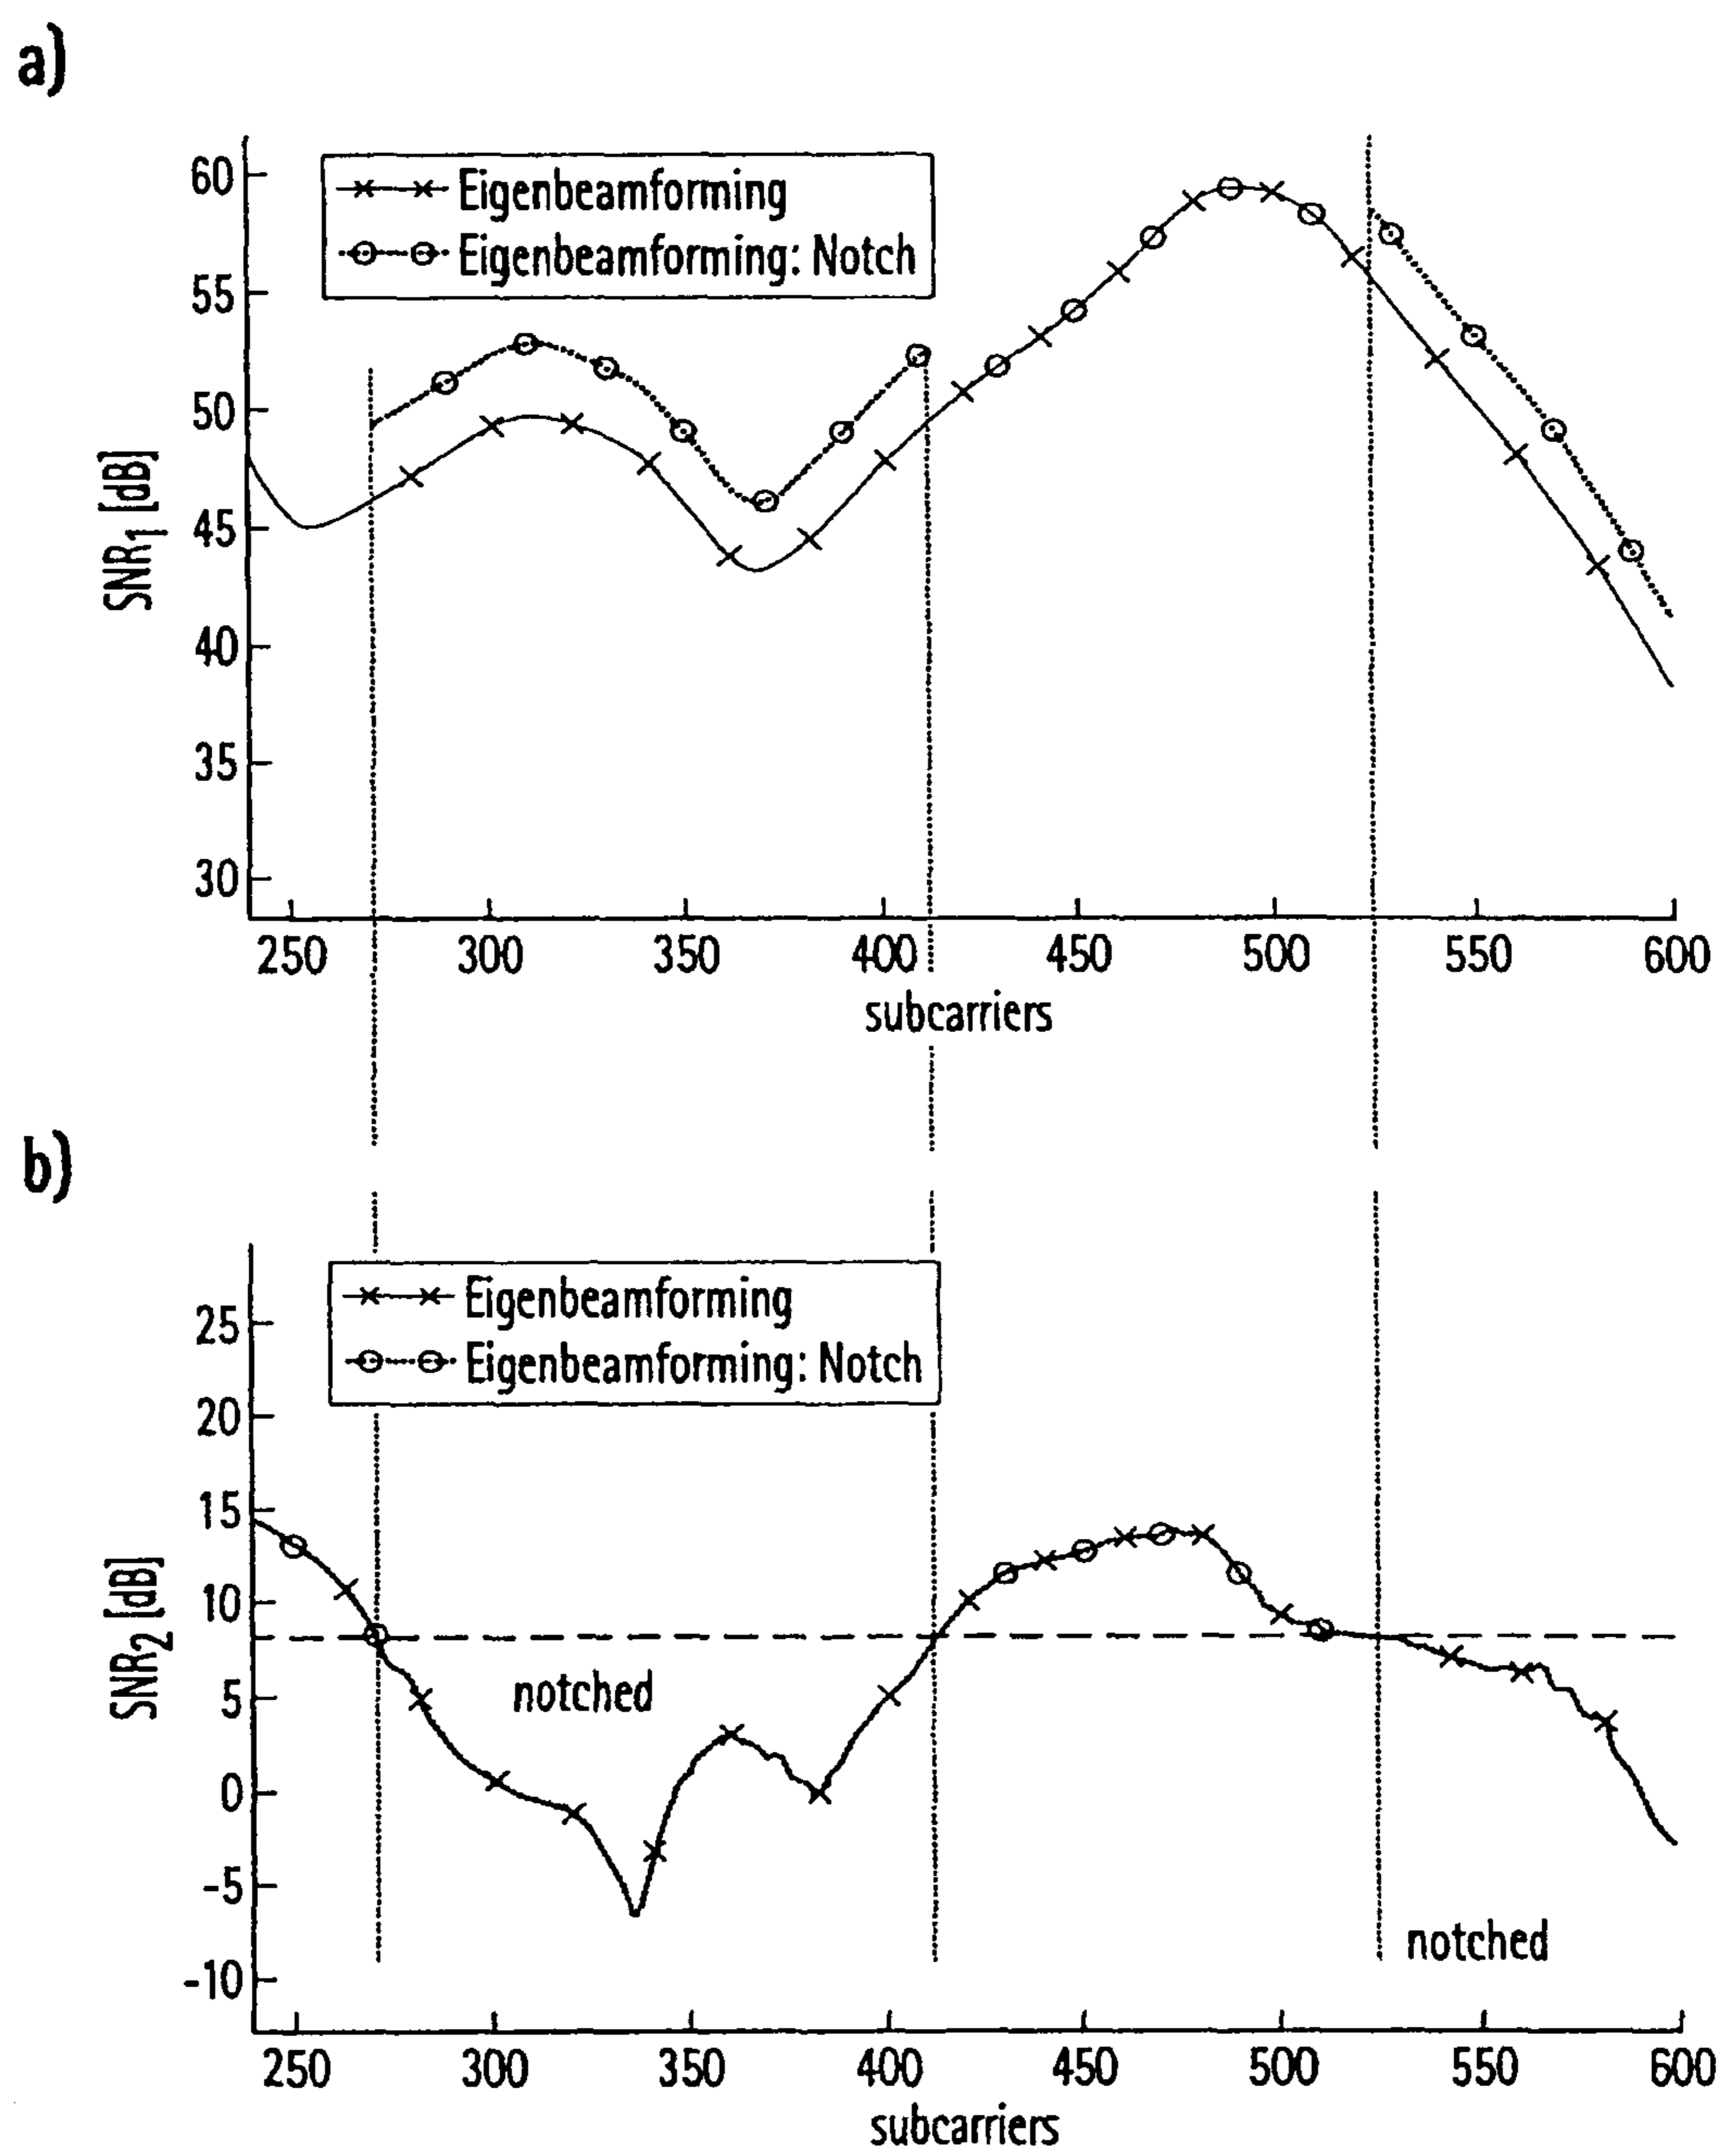 a)
60
55
50
45
40
35
30
SNR1 [dB]
Eigenbeamforming
Eigenbeamforming: Notch
250 300 350 400 450 500 550 600
subcarriers
b)
25
20
15
10
5
0
-5
-10
SNR2 [dB]
Eigenbeamforming
Eigenbeamforming: Notch
notched
notched
250 300 350 400 450 500 550 600
subcarriers